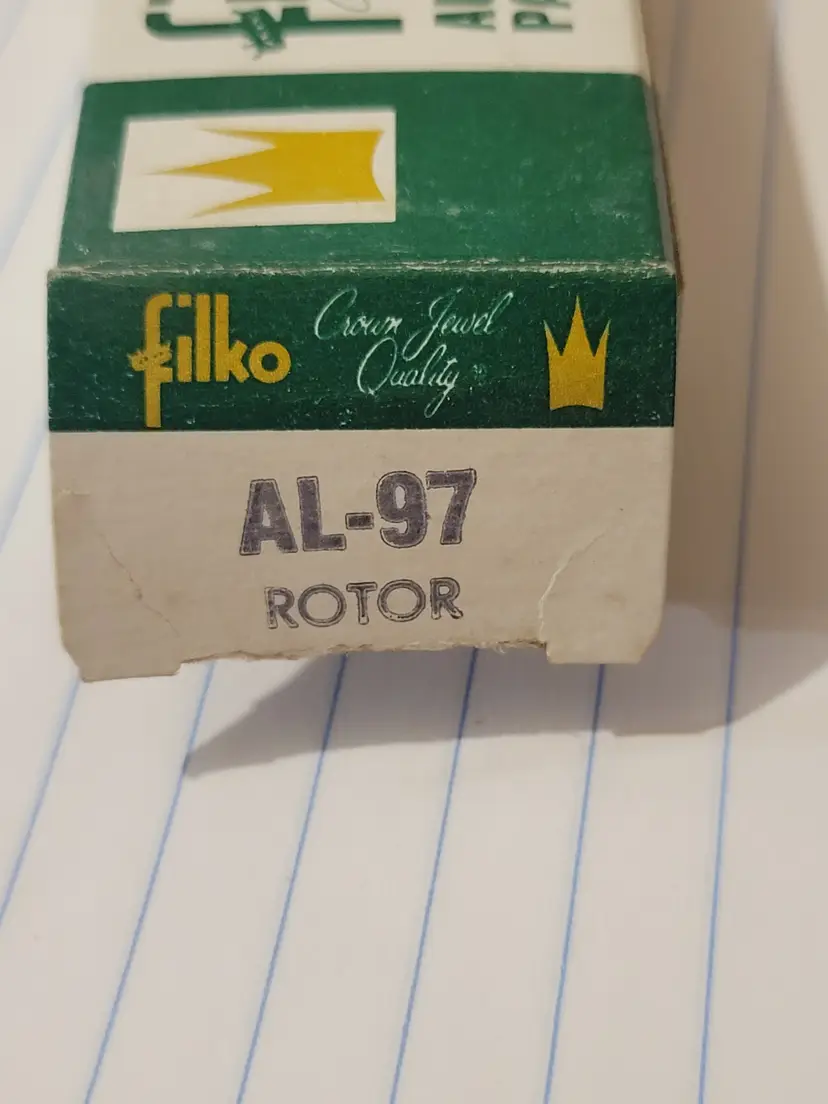 filko
Crown Jewel
Quality
AL-97
ROTOR